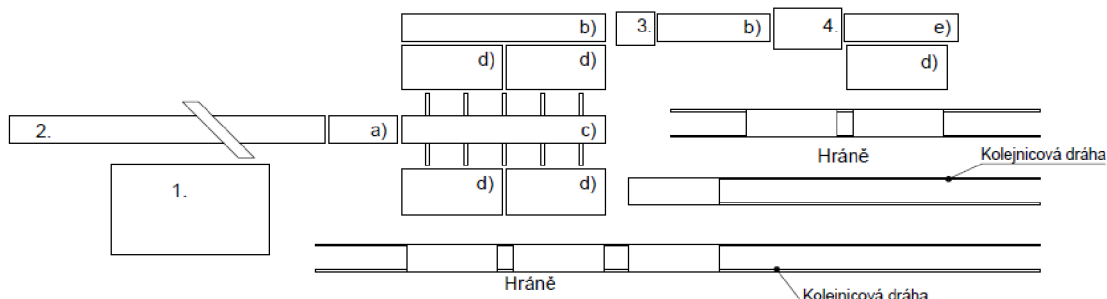 b) 3. b) 4. e)
d) d) d)
2. a) c)
Hráně
Kolejnicová dráha
1. d) d)
Hráně
Kolejnicová dráha